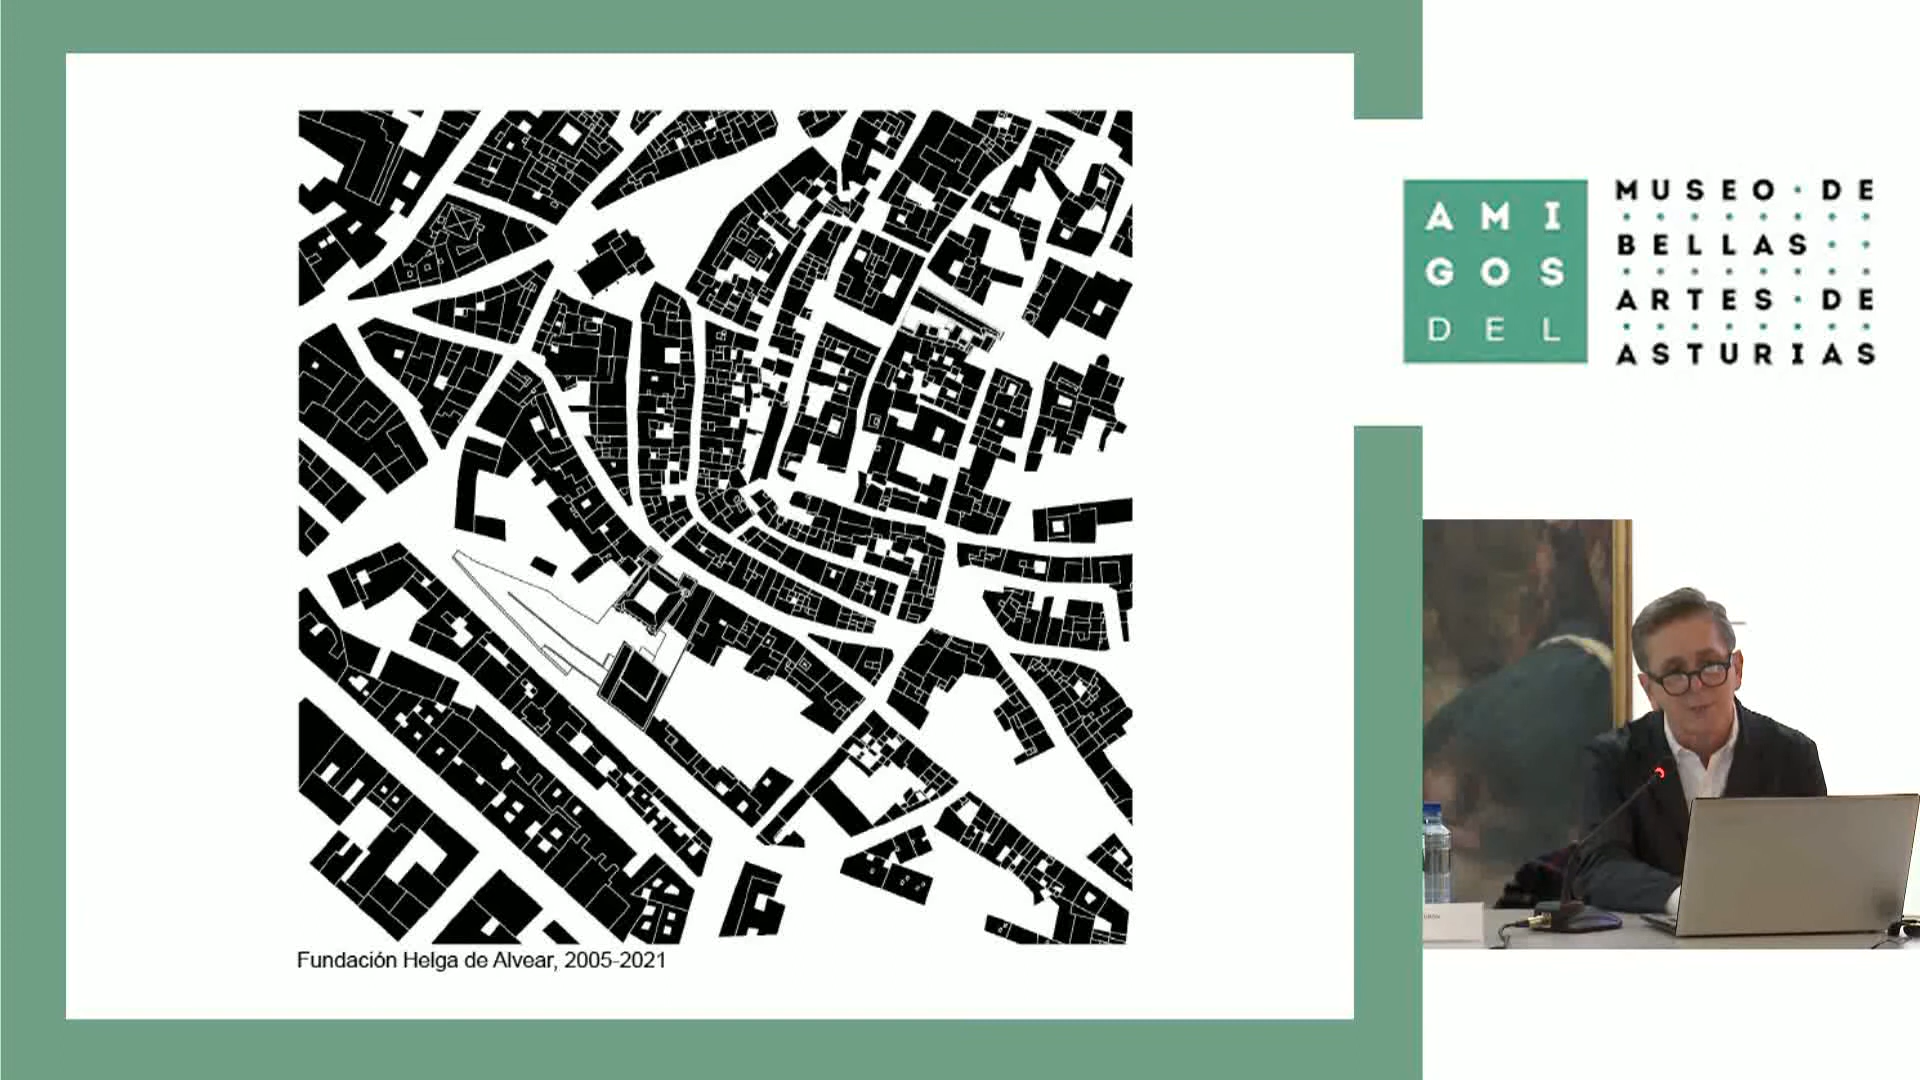 Fundación Helga de Alvear, 2005-2021
AMI
GOS
DEL
MUSEO · DE
BELLAS
ARTES · DE
ASTURIAS